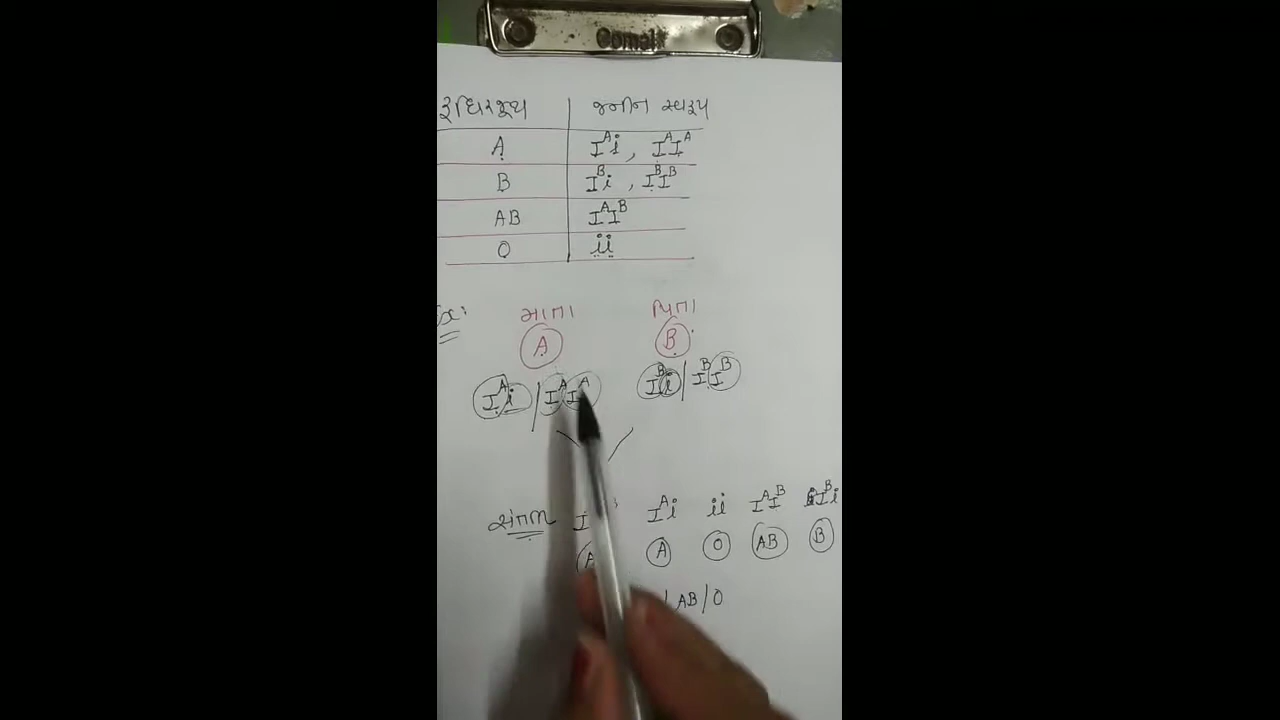 રુધિરજૂથ જનીન સ્વરૂપ
A Iᴬi , IᴬIᴬ
B Iᴮi , IᴮIᴮ
AB IᴬIᴮ
O ii
Ex:
માતા પિતા
A B
Iᴬi / IᴬIᴬ Iᴮi / IᴮIᴮ
I Iᴬi ii IᴬIᴮ Iᴮi
A A O AB B
/ AB / O